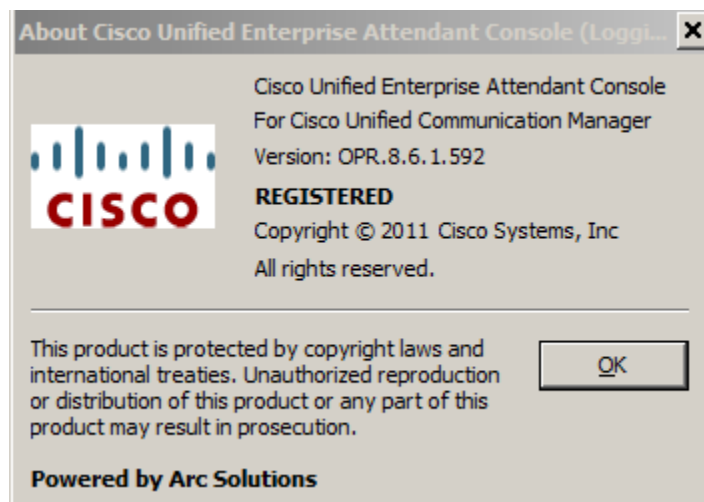 About Cisco Unified Enterprise Attendant Console (Loggi...
Cisco Unified Enterprise Attendant Console
For Cisco Unified Communication Manager
Version: OPR.8.6.1.592
REGISTERED
Copyright © 2011 Cisco Systems, Inc
All rights reserved.
CISCO
This product is protected by copyright laws and
international treaties. Unauthorized reproduction
or distribution of this product or any part of this
product may result in prosecution.
OK
Powered by Arc Solutions